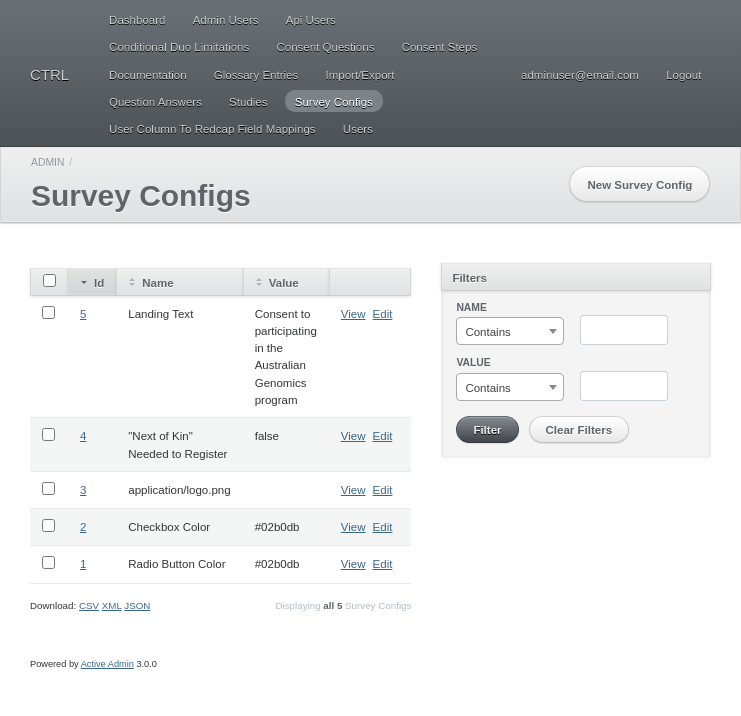 CTRL
Dashboard Admin Users Api Users
Conditional Duo Limitations Consent Questions Consent Steps
Documentation Glossary Entries Import/Export
Question Answers Studies Survey Configs
User Column To Redcap Field Mappings Users
adminuser@email.com Logout
ADMIN /
Survey Configs
New Survey Config
Id Name Value
5 Landing Text Consent to View Edit
participating
in the
Australian
Genomics
program
4 "Next of Kin" false View Edit
Needed to Register
3 application/logo.png View Edit
2 Checkbox Color #02b0db View Edit
1 Radio Button Color #02b0db View Edit
Download: CSV XML JSON Displaying all 5 Survey Configs
Filters
NAME
Contains
VALUE
Contains
Filter Clear Filters
Powered by Active Admin 3.0.0